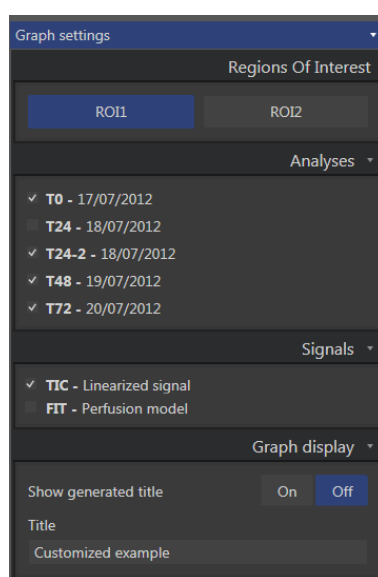 Graph settings
Regions Of Interest
ROI1 ROI2
Analyses
T0 - 17/07/2012
T24 - 18/07/2012
T24-2 - 18/07/2012
T48 - 19/07/2012
T72 - 20/07/2012
Signals
TIC - Linearized signal
FIT - Perfusion model
Graph display
Show generated title On Off
Title
Customized example